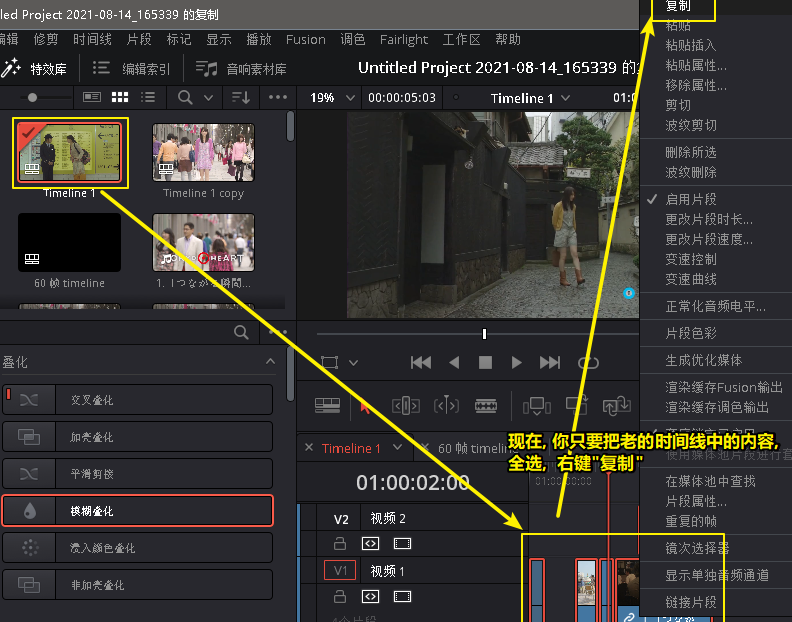 led Project 2021-08-14_165339 的复制
编辑 修剪 时间线 片段 标记 显示 播放 Fusion 调色 Fairlight 工作区 帮助
特效库 编辑索引 音响素材库 Untitled Project 2021-08-14_165339 的
19% 00:00:05:03 Timeline 1 01:0
Timeline 1
Timeline 1 copy
60 帧 timeline
叠化
交叉叠化
加亮叠化
平滑剪接
模糊叠化
浸入颜色叠化
非加亮叠化
Timeline 1 60 帧 timeline
01:00:02:00
01:00:00:00
V2 视频 2
V1 视频 1
现在, 你只要把老的时间线中的内容,
全选, 右键"复制"
复制
粘贴
粘贴插入
粘贴属性...
移除属性...
剪切
波纹剪切
删除所选
波纹删除
启用片段
更改片段时长...
更改片段速度...
变速控制
变速曲线
正常化音频电平...
片段色彩
生成优化媒体
渲染缓存Fusion输出
渲染缓存调色输出
使用媒体池片段进行套
在媒体池中查找
片段属性...
重复的帧
镜次选择器
显示单独音频通道
链接片段